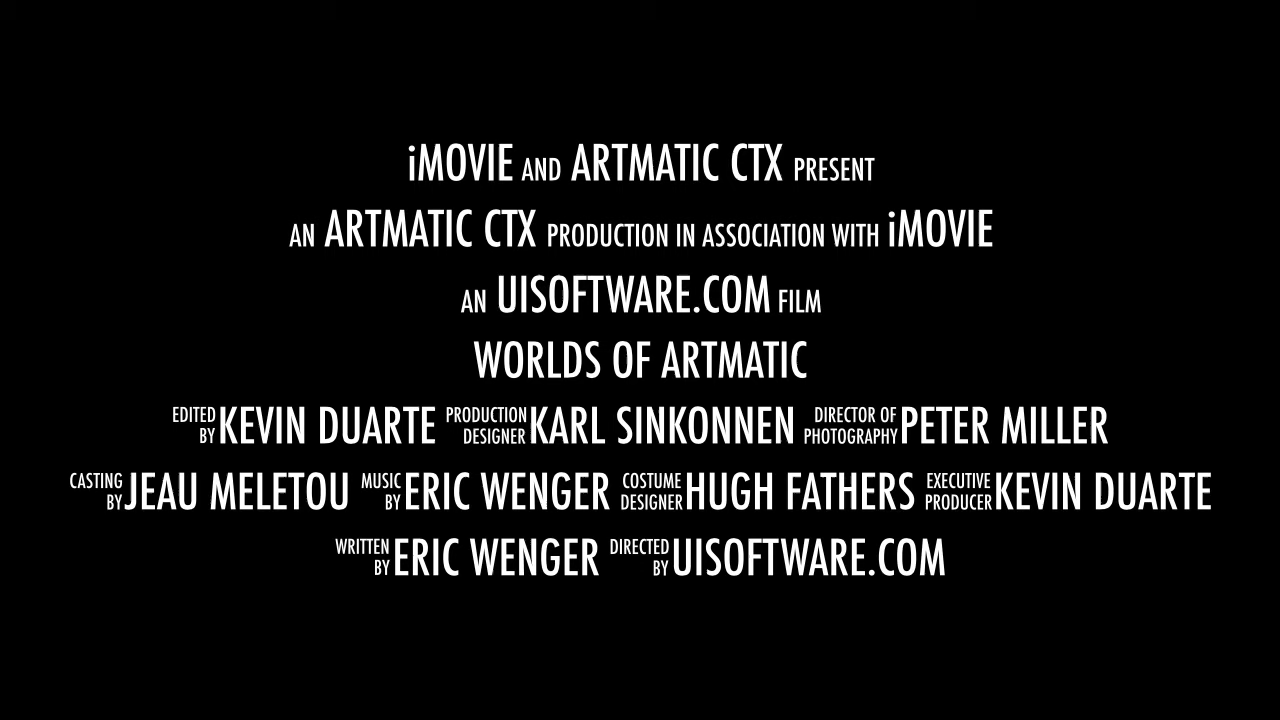 iMOVIE AND ARTMATIC CTX PRESENT
AN ARTMATIC CTX PRODUCTION IN ASSOCIATION WITH iMOVIE
AN UISOFTWARE.COM FILM
WORLDS OF ARTMATIC
EDITED BY KEVIN DUARTE PRODUCTION DESIGNER KARL SINKONNEN DIRECTOR OF PHOTOGRAPHY PETER MILLER
CASTING BY JEAU MELETOU MUSIC BY ERIC WENGER COSTUME DESIGNER HUGH FATHERS EXECUTIVE PRODUCER KEVIN DUARTE
WRITTEN BY ERIC WENGER DIRECTED BY UISOFTWARE.COM